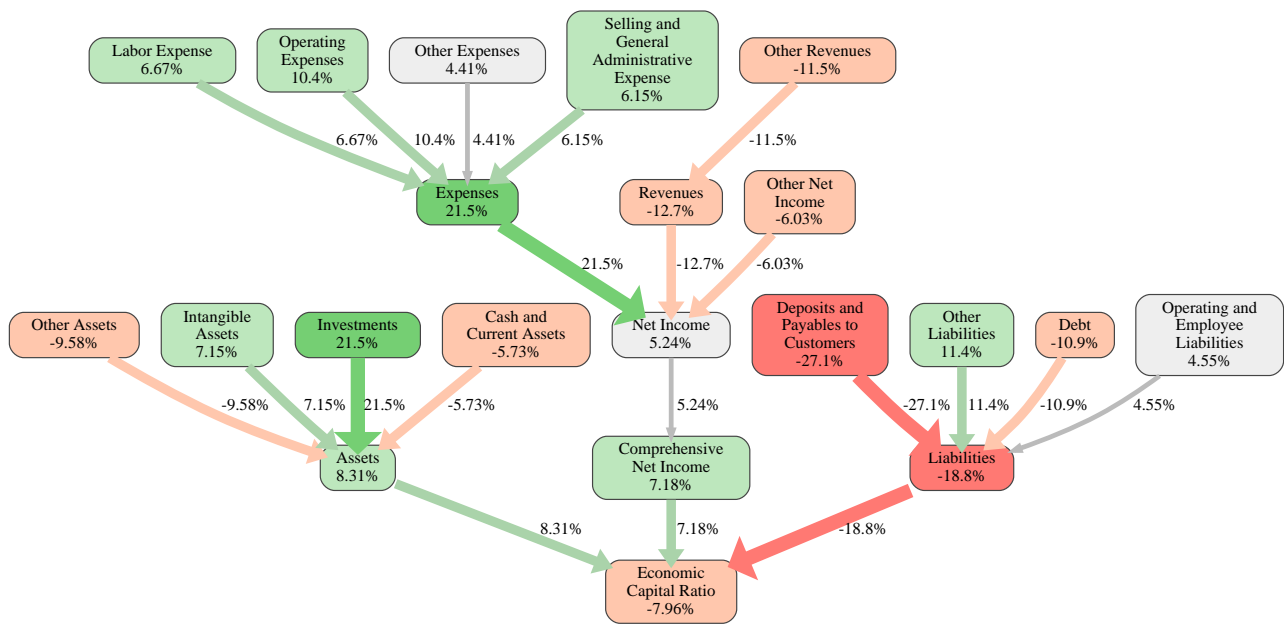 Labor Expense
6.67%
Operating
Expenses
10.4%
Other Expenses
4.41%
Selling and
General
Administrative
Expense
6.15%
Other Revenues
-11.5%
6.67%
10.4%
4.41%
6.15%
-11.5%
Expenses
21.5%
Revenues
-12.7%
Other Net
Income
-6.03%
21.5%
-12.7%
-6.03%
Other Assets
-9.58%
Intangible
Assets
7.15%
Investments
21.5%
Cash and
Current Assets
-5.73%
Net Income
5.24%
Deposits and
Payables to
Customers
-27.1%
Other
Liabilities
11.4%
Debt
-10.9%
Operating and
Employee
Liabilities
4.55%
-9.58%
7.15%
21.5%
-5.73%
5.24%
-27.1%
11.4%
-10.9%
4.55%
Assets
8.31%
Comprehensive
Net Income
7.18%
Liabilities
-18.8%
8.31%
7.18%
-18.8%
Economic
Capital Ratio
-7.96%